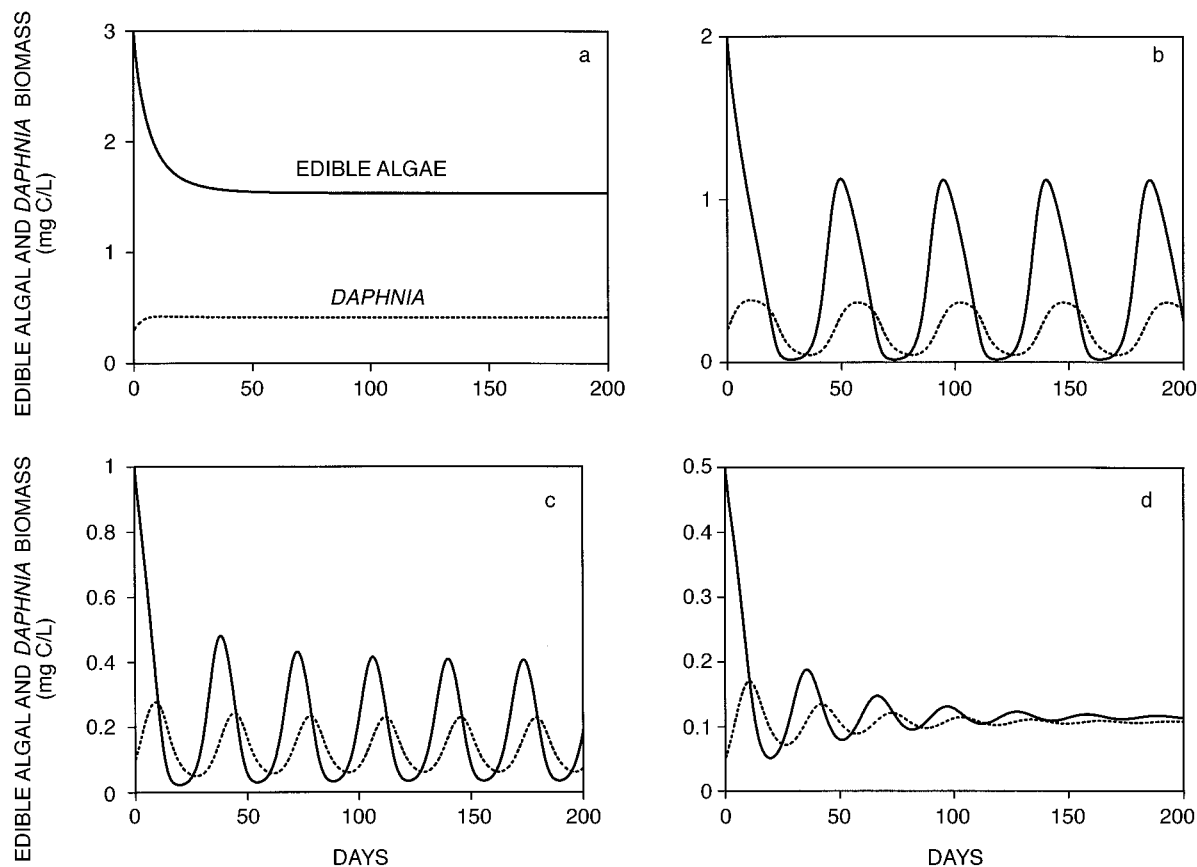 EDIBLE ALGAL AND DAPHNIA BIOMASS
(mg C/L)
3
2
1
0
0 50 100 150 200
a
EDIBLE ALGAE
DAPHNIA
2
1
0
0 50 100 150 200
b
EDIBLE ALGAL AND DAPHNIA BIOMASS
(mg C/L)
1
0.8
0.6
0.4
0.2
0
0 50 100 150 200
c
DAYS
0.5
0.4
0.3
0.2
0.1
0
0 50 100 150 200
d
DAYS